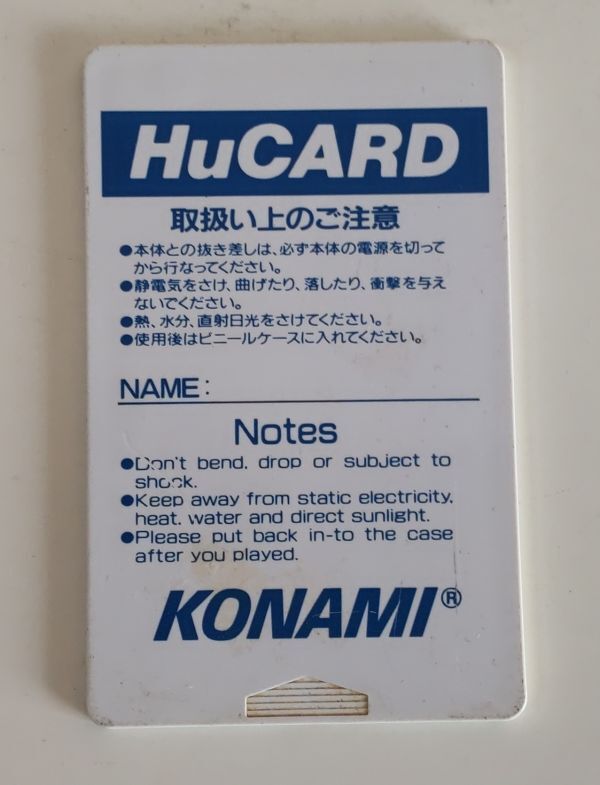 HuCARD
取扱い上のご注意
●本体との抜き差しは、必ず本体の電源を切って
から行なってください。
●静電気をさけ、曲げたり、落したり、衝撃を与え
ないでください。
●熱、水分、直射日光をさけてください。
●使用後はビニールケースに入れてください。
NAME:
Notes
●Don't bend, drop or subject to
shock.
●Keep away from static electricity,
heat, water and direct sunlight.
●Please put back in-to the case
after you played.
KONAMI®